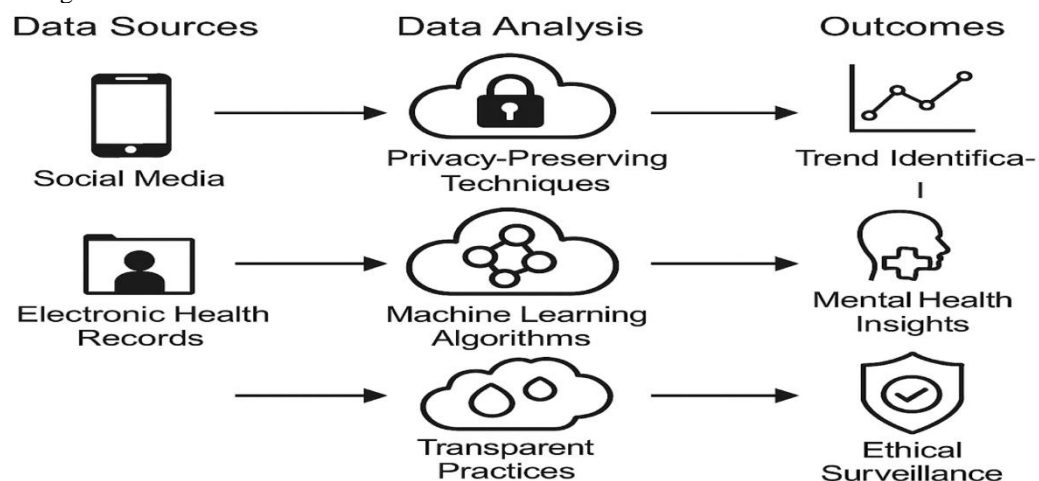 Data Sources
Data Analysis
Outcomes
Social Media
Privacy-Preserving
Techniques
Trend Identifica-
Electronic Health
Records
Machine Learning
Algorithms
Mental Health
Insights
Transparent
Practices
Ethical
Surveillance